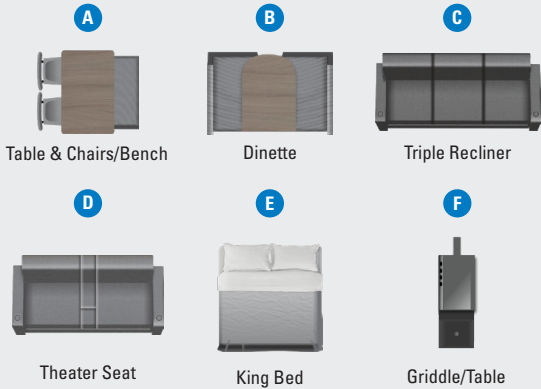 A
B
C
Table & Chairs/Bench
Dinette
Triple Recliner
D
E
F
Theater Seat
King Bed
Griddle/Table